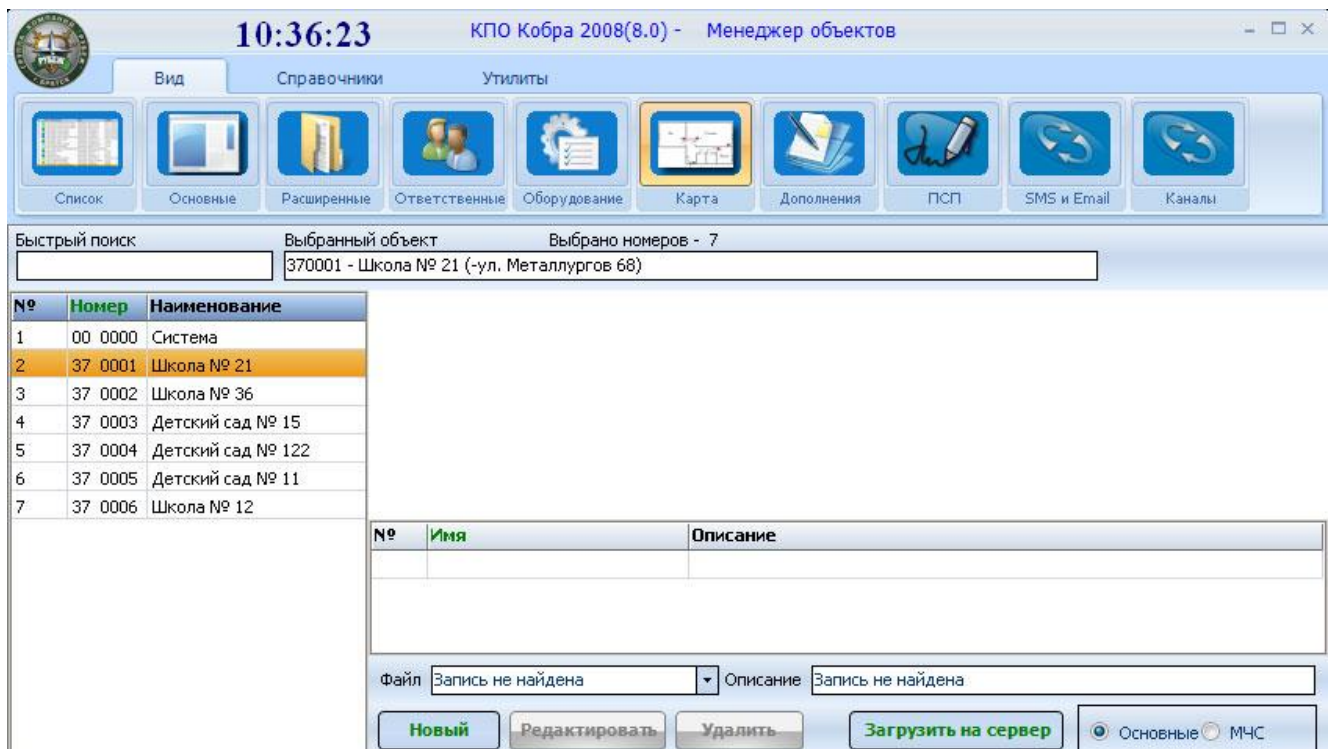 10:36:23 КПО Кобра 2008(8.0) - Менеджер объектов
РУБЕЖ
Вид Справочники Утилиты
Список Основные Расширенные Ответственные Оборудование Карта Дополнения ПСП SMS и Email Каналы
Быстрый поиск Выбранный объект Выбрано номеров - 7
370001 - Школа № 21 (-ул. Металлургов 68)
№ Номер Наименование
1 00 0000 Система
2 37 0001 Школа № 21
3 37 0002 Школа № 36
4 37 0003 Детский сад № 15
5 37 0004 Детский сад № 122
6 37 0005 Детский сад № 11
7 37 0006 Школа № 12
№ Имя Описание
Файл Запись не найдена Описание Запись не найдена
Новый Редактировать Удалить Загрузить на сервер Основные МЧС